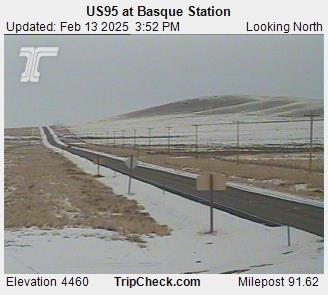 US95 at Basque Station
Updated: Feb 13 2025 3:52 PM Looking North
Elevation 4460 TripCheck.com Milepost 91.62